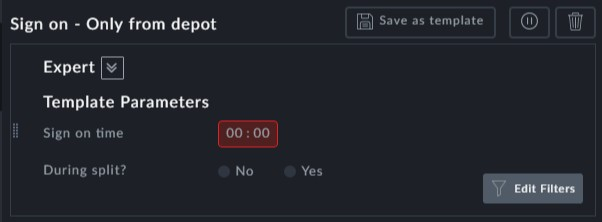 Sign on - Only from depot
Save as template
Expert
Template Parameters
Sign on time
00 : 00
During split?
No
Yes
Edit Filters